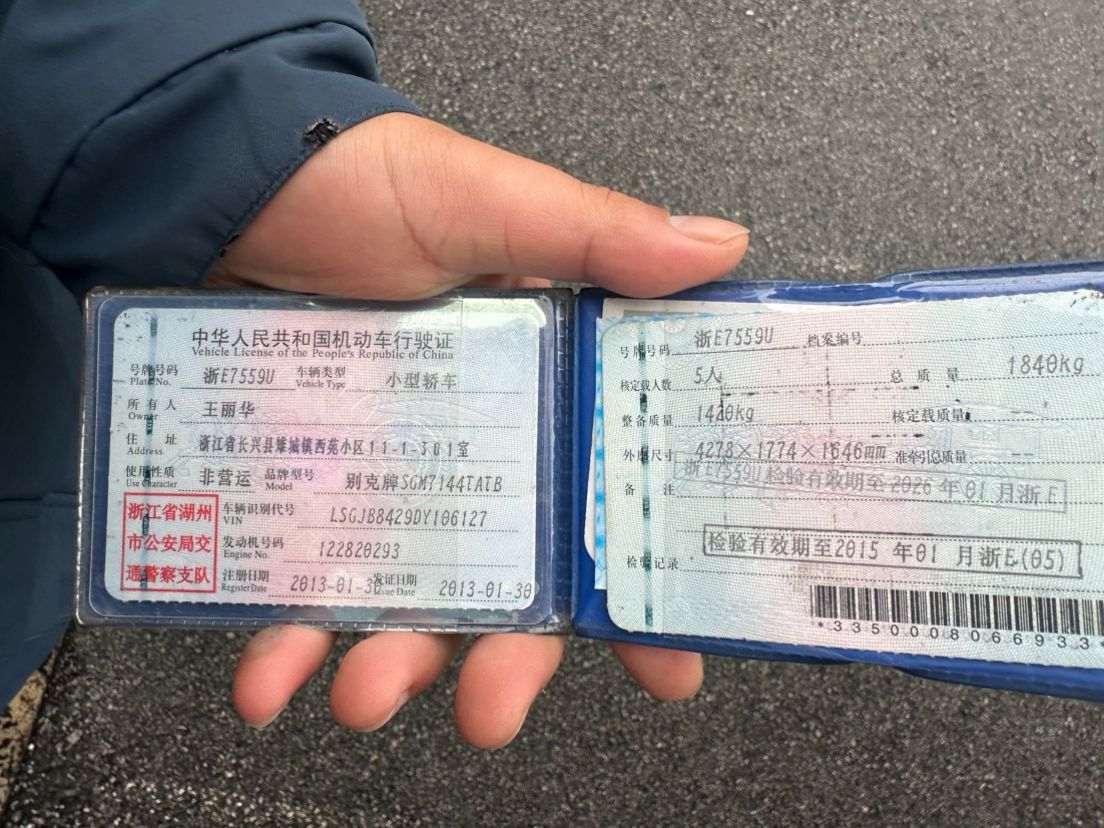 中华人民共和国机动车行驶证
Vehicle License of the People's Republic of China
号牌号码 浙E7559U 车辆类型 小型轿车
Plate No. Vehicle Type
所有人 王丽华
Owner
住址 浙江省长兴县雉城镇西苑小区11-1-301室
Address
使用性质 非营运 品牌型号 别克牌SGM7144TATB
Use Character Model
浙江省湖州
市公安局交
通警察支队
车辆识别代号 LSGJB8429DY106127
VIN
发动机号码 122820293
Engine No.
注册日期 2013-01-30 发证日期 2013-01-30
Register Date Issue Date
号牌号码 浙E7559U 档案编号
核定载人数 5人 总质量 1840kg
整备质量 1420kg 核定载质量
外廓尺寸 4278×1774×1646mm 准牵引总质量 --
备注 浙E7559U 检验有效期至 2026 年 01 月浙E
检验记录 检验有效期至2015 年01 月浙E(05)
*3350008066933*